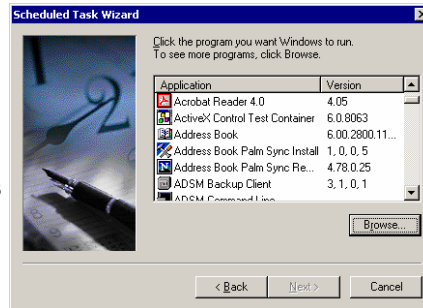 Scheduled Task Wizard
Click the program you want Windows to run.
To see more programs, click Browse.
Application Version
Acrobat Reader 4.0 4.05
ActiveX Control Test Container 6.0.8063
Address Book 6.00.2800.11...
Address Book Palm Sync Install 1, 0, 0, 5
Address Book Palm Sync Re... 4.78.0.25
ADSM Backup Client 3, 1, 0, 1
ADSM Command Line
Browse...
< Back Next > Cancel